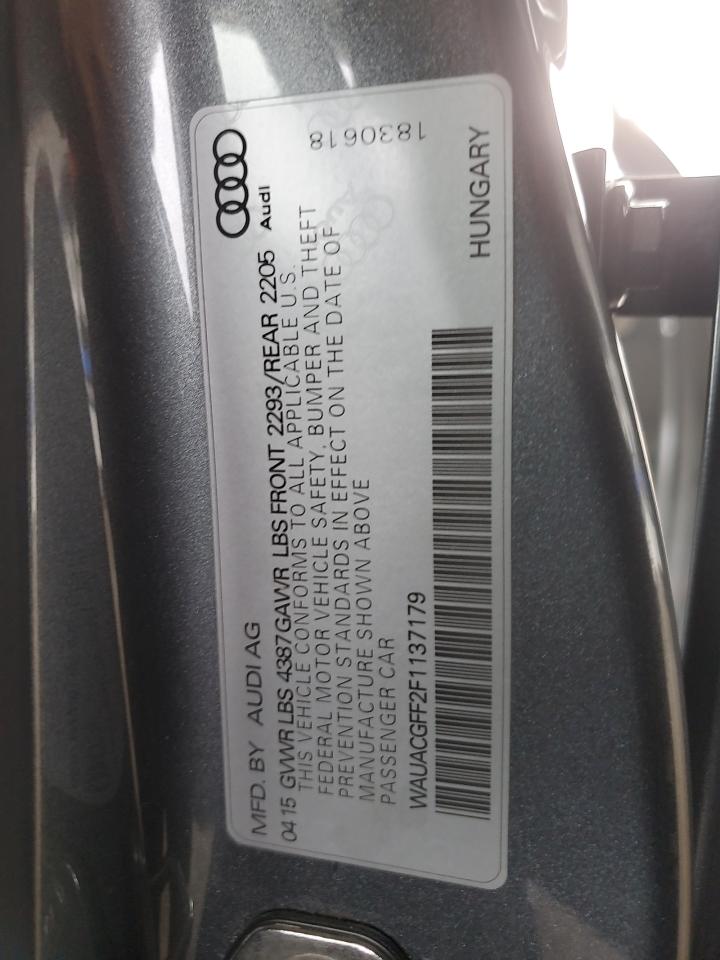 MFD. BY AUDI AG
04 15 GVWR LBS 4387GAWR LBS FRONT 2293/REAR 2205
THIS VEHICLE CONFORMS TO ALL APPLICABLE U.S.
FEDERAL MOTOR VEHICLE SAFETY, BUMPER AND THEFT
PREVENTION STANDARDS IN EFFECT ON THE DATE OF
MANUFACTURE SHOWN ABOVE
PASSENGER CAR
WAUACGFF2F1137179
Audi
1830618
HUNGARY